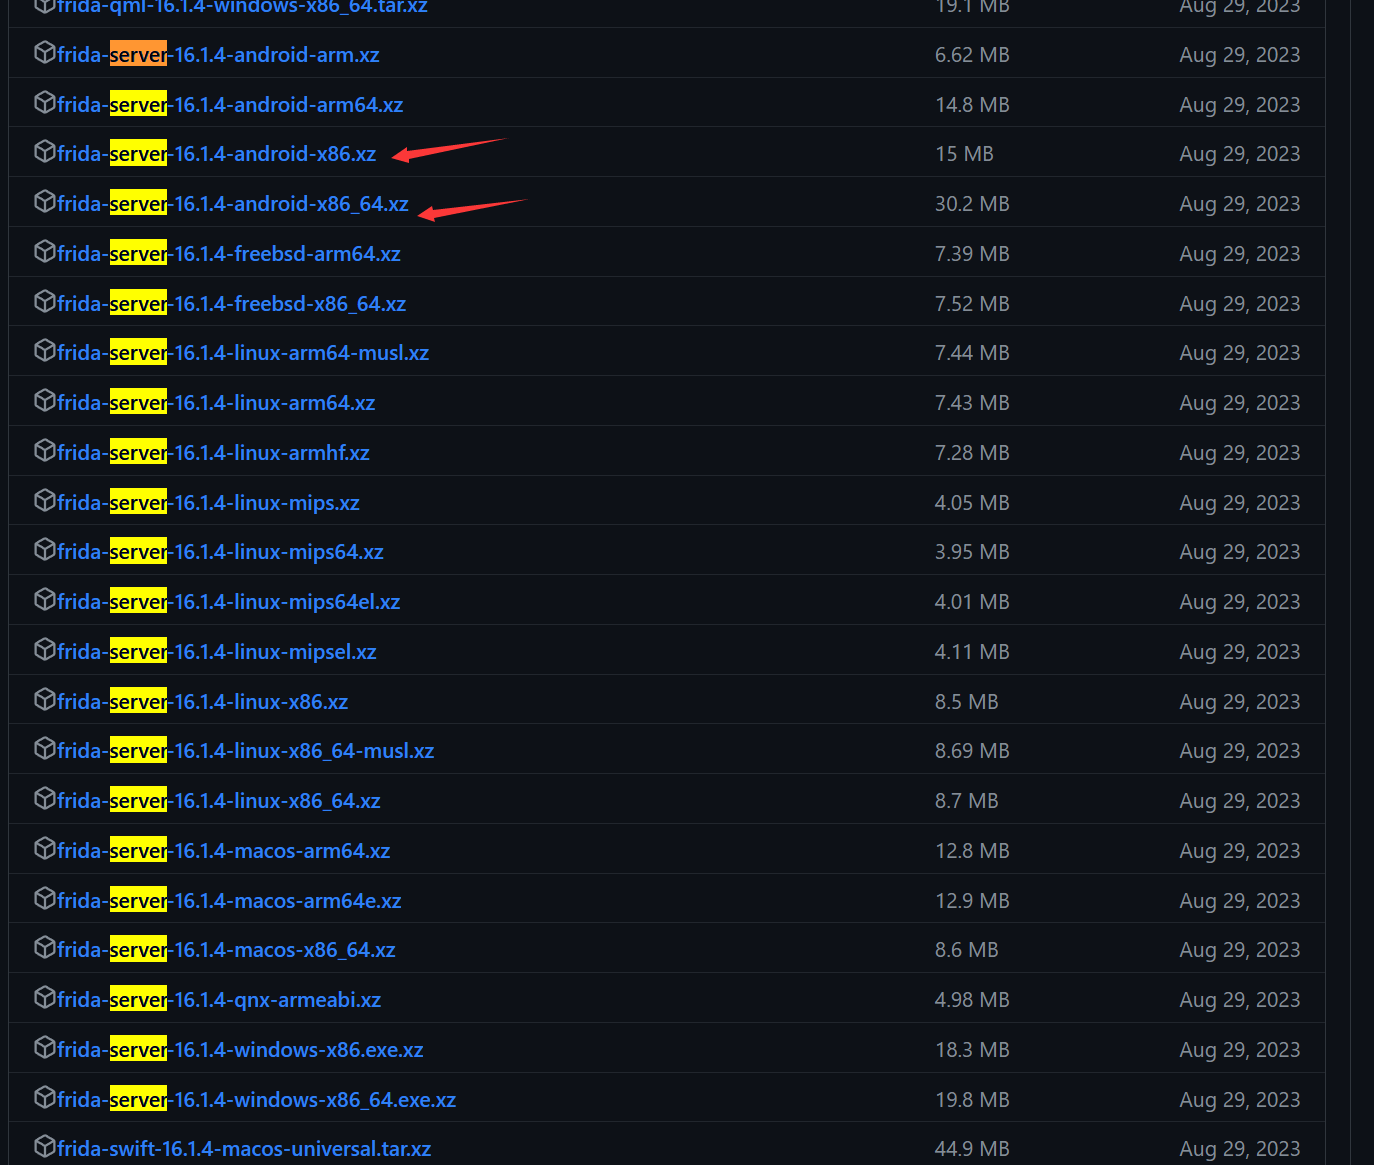 frida-qml-16.1.4-windows-x86_64.tar.xz 19.1 MB Aug 29, 2023
frida-server-16.1.4-android-arm.xz 6.62 MB Aug 29, 2023
frida-server-16.1.4-android-arm64.xz 14.8 MB Aug 29, 2023
frida-server-16.1.4-android-x86.xz 15 MB Aug 29, 2023
frida-server-16.1.4-android-x86_64.xz 30.2 MB Aug 29, 2023
frida-server-16.1.4-freebsd-arm64.xz 7.39 MB Aug 29, 2023
frida-server-16.1.4-freebsd-x86_64.xz 7.52 MB Aug 29, 2023
frida-server-16.1.4-linux-arm64-musl.xz 7.44 MB Aug 29, 2023
frida-server-16.1.4-linux-arm64.xz 7.43 MB Aug 29, 2023
frida-server-16.1.4-linux-armhf.xz 7.28 MB Aug 29, 2023
frida-server-16.1.4-linux-mips.xz 4.05 MB Aug 29, 2023
frida-server-16.1.4-linux-mips64.xz 3.95 MB Aug 29, 2023
frida-server-16.1.4-linux-mips64el.xz 4.01 MB Aug 29, 2023
frida-server-16.1.4-linux-mipsel.xz 4.11 MB Aug 29, 2023
frida-server-16.1.4-linux-x86.xz 8.5 MB Aug 29, 2023
frida-server-16.1.4-linux-x86_64-musl.xz 8.69 MB Aug 29, 2023
frida-server-16.1.4-linux-x86_64.xz 8.7 MB Aug 29, 2023
frida-server-16.1.4-macos-arm64.xz 12.8 MB Aug 29, 2023
frida-server-16.1.4-macos-arm64e.xz 12.9 MB Aug 29, 2023
frida-server-16.1.4-macos-x86_64.xz 8.6 MB Aug 29, 2023
frida-server-16.1.4-qnx-armeabi.xz 4.98 MB Aug 29, 2023
frida-server-16.1.4-windows-x86.exe.xz 18.3 MB Aug 29, 2023
frida-server-16.1.4-windows-x86_64.exe.xz 19.8 MB Aug 29, 2023
frida-swift-16.1.4-macos-universal.tar.xz 44.9 MB Aug 29, 2023